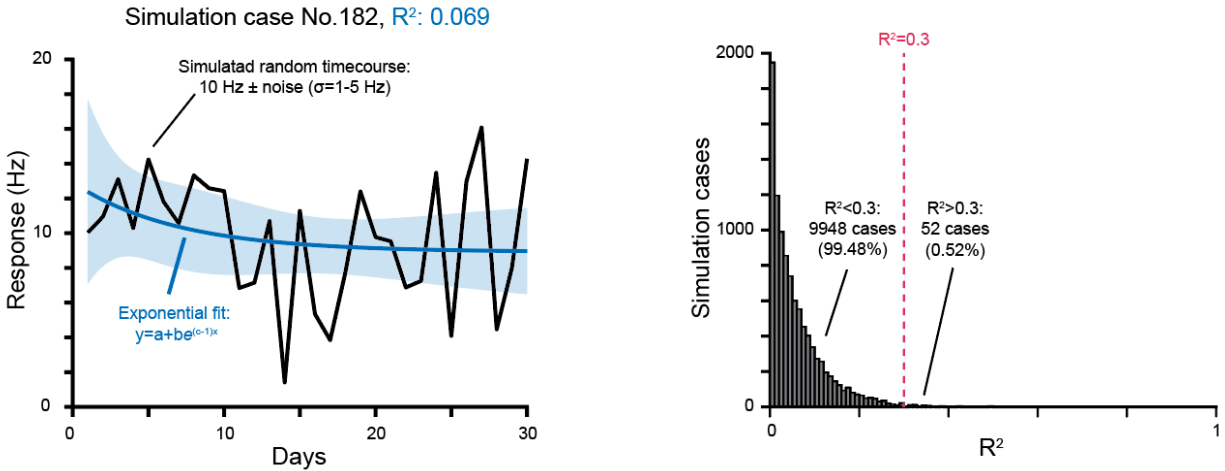 Simulation case No.182, R²: 0.069
20
Simulatad random timecourse:
10 Hz ± noise (σ=1-5 Hz)
Response (Hz)
10
Exponential fit:
y=a+be^(c-1)x
0
0
10
20
30
Days
R²=0.3
2000
Simulation cases
R²<0.3:
9948 cases
(99.48%)
R²>0.3:
52 cases
(0.52%)
1000
0
0
1
R²